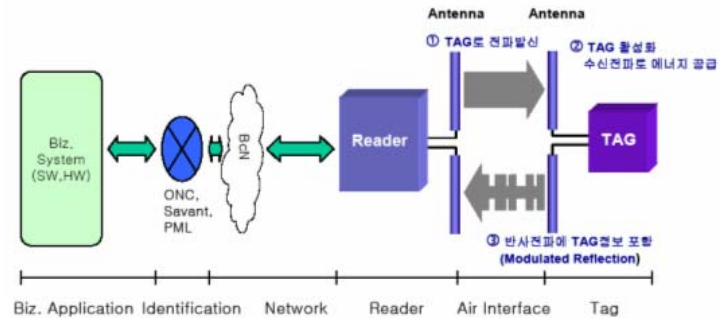 Antenna
Antenna
① TAG로 전파발신
② TAG 활성화
수신전파로 에너지 공급
Biz.
System
(SW,HW)
BcN
Reader
TAG
ONC,
Savant,
PML
③ 반사전파에 TAG정보 포함
(Modulated Reflection)
Biz. Application
Identification
Network
Reader
Air Interface
Tag